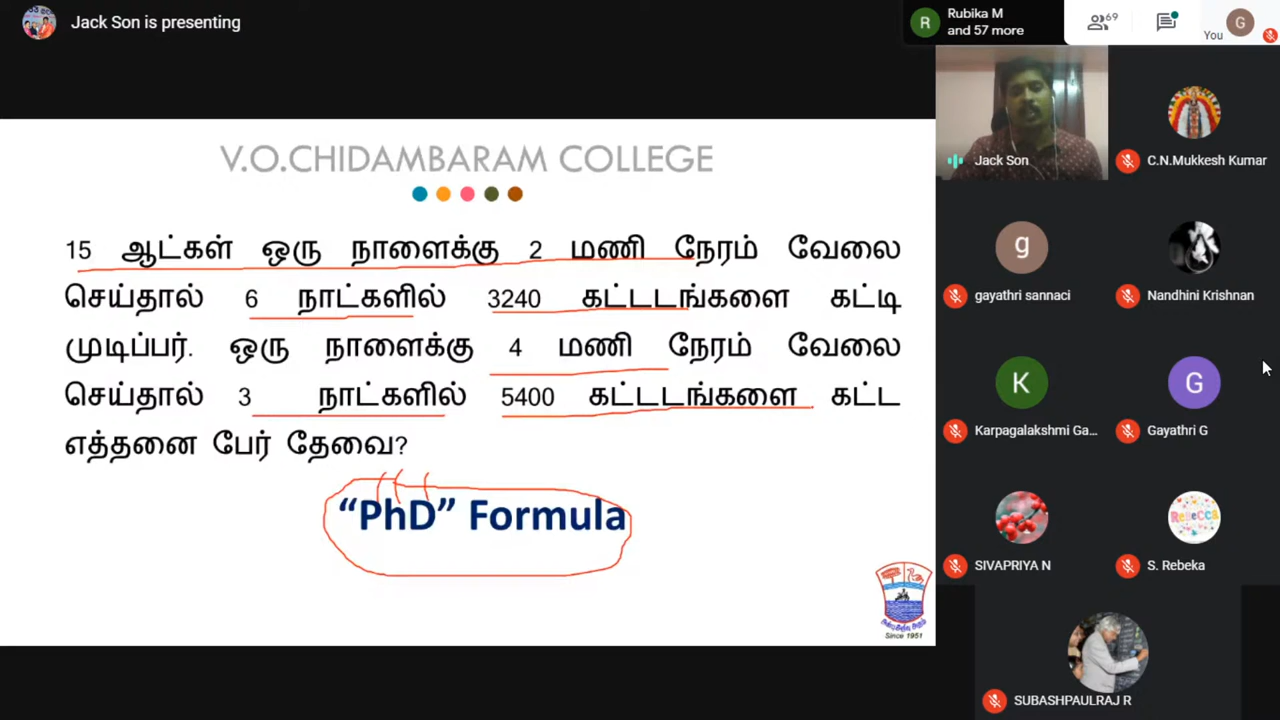 Jack Son is presenting
Rubika M
and 57 more
69
You
G
R
V.O.CHIDAMBARAM COLLEGE
15 ஆட்கள் ஒரு நாளைக்கு 2 மணி நேரம் வேலை
செய்தால் 6 நாட்களில் 3240 கட்டடங்களை கட்டி
முடிப்பர். ஒரு நாளைக்கு 4 மணி நேரம் வேலை
செய்தால் 3 நாட்களில் 5400 கட்டடங்களை கட்ட
எத்தனை பேர் தேவை?
“PhD” Formula
Since 1951
Jack Son
C.N.Mukkesh Kumar
g
gayathri sannaci
Nandhini Krishnan
K
Karpagalakshmi Ga...
G
Gayathri G
SIVAPRIYA N
ReBeCCa
S. Rebeka
SUBASHPAULRAJ R